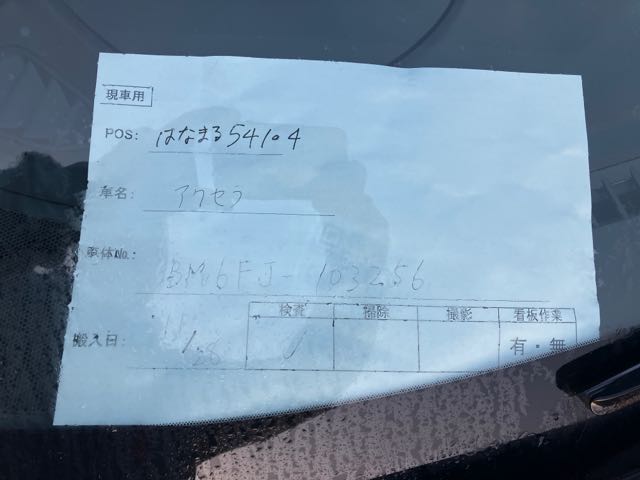 現車用
POS: はなまる54104
車名: アクセラ
車体No.: BM6FJ-103256
検査 掃除 撮影 看板作業
搬入日: 有・無